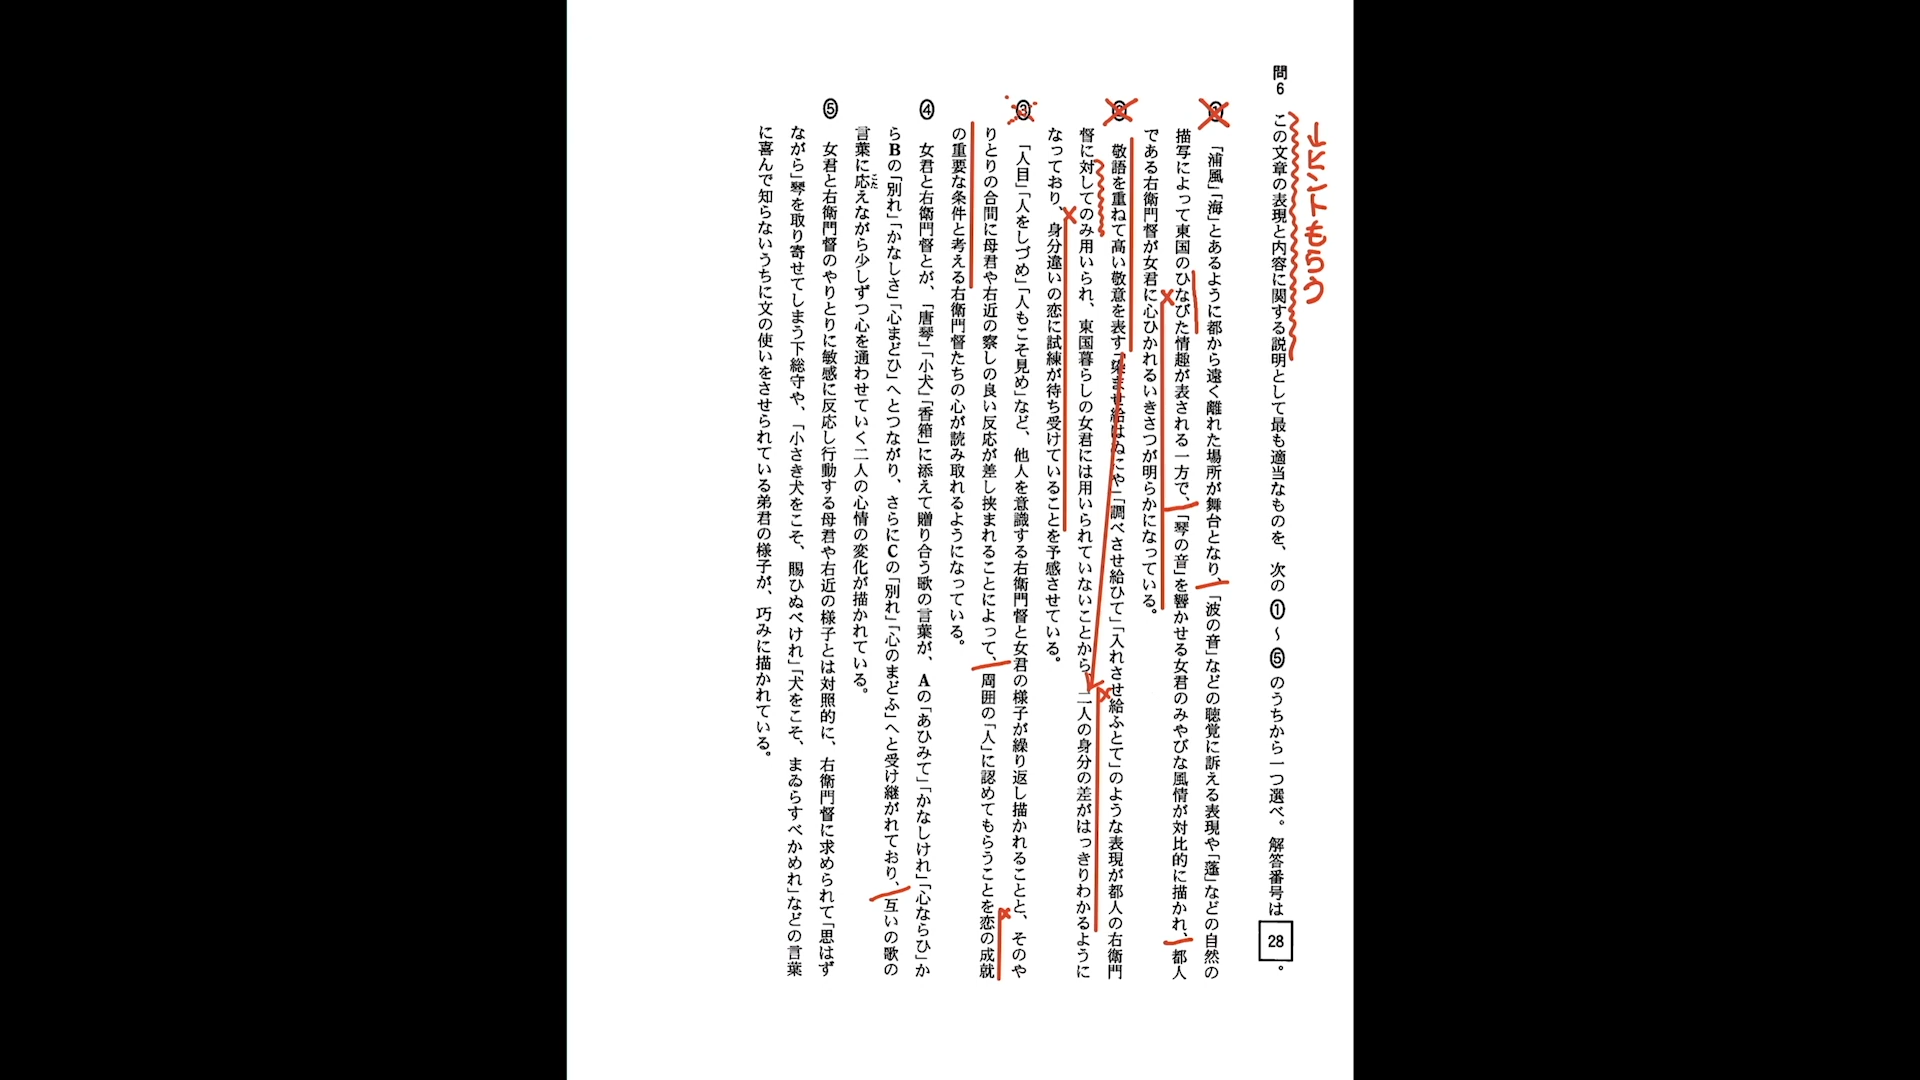 ↓ヒントもらう
問6 この文章の表現と内容に関する説明として最も適当なものを、次の①~⑤のうちから一つ選べ。解答番号は28。
① 「浦風」「海」とあるように都から遠く離れた場所が舞台となり、「波の音」などの聴覚に訴える表現や「蓬」などの自然の
描写によって東国のひなびた情趣が表される一方で、「琴の音」を響かせる女君のみやびな風情が対比的に描かれ、都人
である右衛門督が女君に心ひかれるいきさつが明らかになっている。
② 敬語を重ねて高い敬意を表す「染ませ給はぬにや」「調べさせ給ひて」「入れさせ給ふとて」のような表現が都人の右衛門
督に対してのみ用いられ、東国暮らしの女君には用いられていないことから、二人の身分の差がはっきりわかるように
なっており、身分違いの恋に試練が待ち受けていることを予感させている。
③ 「人目」「人をしづめ」「人もこそ見め」など、他人を意識する右衛門督と女君の様子が繰り返し描かれることと、そのや
りとりの合間に母君や右近の察しの良い反応が差し挟まれることによって、周囲の「人」に認めてもらうことを恋の成就
の重要な条件と考える右衛門督たちの心が読み取れるようになっている。
④ 女君と右衛門督とが、「唐琴」「小犬」「香箱」に添えて贈り合う歌の言葉が、Aの「あひみて」「かなしけれ」「心ならひ」か
らBの「別れ」「かなしさ」「心まどひ」へとつながり、さらにCの「別れ」「心のまどふ」へと受け継がれており、互いの歌の
言葉に応えながら少しずつ心を通わせていく二人の心情の変化が描かれている。
⑤ 女君と右衛門督のやりとりに敏感に反応し行動する母君や右近の様子とは対照的に、右衛門督に求められて「思はず
ながら」琴を取り寄せてしまう下総守や、「小さき犬をこそ、賜ひぬべけれ」「犬をこそ、まゐらすべかめれ」などの言葉
に喜んで知らないうちに文の使いをさせられている弟君の様子が、巧みに描かれている。